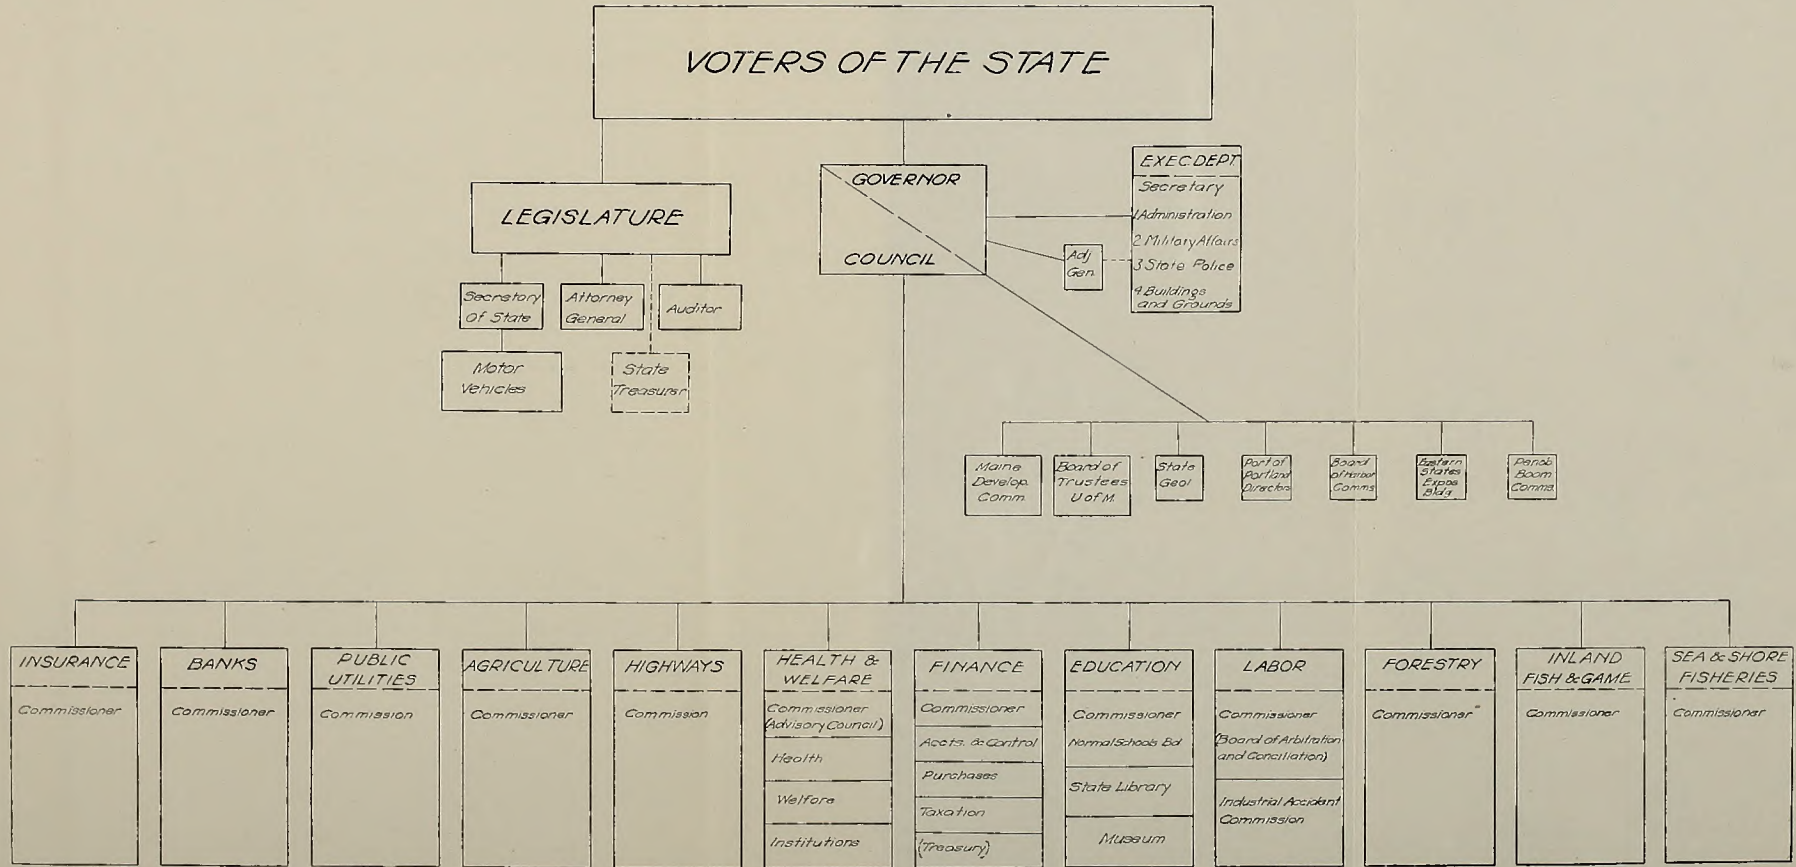 VOTERS OF THE STATE
LEGISLATURE
GOVERNOR
COUNCIL
EXEC DEPT.
Secretary
1 Administration
2 Military Affairs
3 State Police
4 Buildings
and Grounds
Adj
Gen.
Secretary
Of State
Attorney
General
Auditor
Motor
Vehicles
State
Treasurer
Maine
Develop.
Comm.
Board of
Trustees
U of M.
State
Geol
Port of
Portland
Directors
Board
of Harbor
Comms
Eastern
States
Expos
Bldg.
Penob
Boom
Comms.
INSURANCE
Commissioner
BANKS
Commissioner
PUBLIC
UTILITIES
Commission
AGRICULTURE
Commissioner
HIGHWAYS
Commission
HEALTH &
WELFARE
Commissioner
(Advisory Council)
Health
Welfare
Institutions
FINANCE
Commissioner
Accts. & Control
Purchases
Taxation
(Treasury)
EDUCATION
Commissioner
Normal Schools Bd
State Library
Museum
LABOR
Commissioner
(Board of Arbitration
and Conciliation)
Industrial Accident
Commission
FORESTRY
Commissioner
INLAND
FISH & GAME
Commissioner
SEA & SHORE
FISHERIES
Commissioner